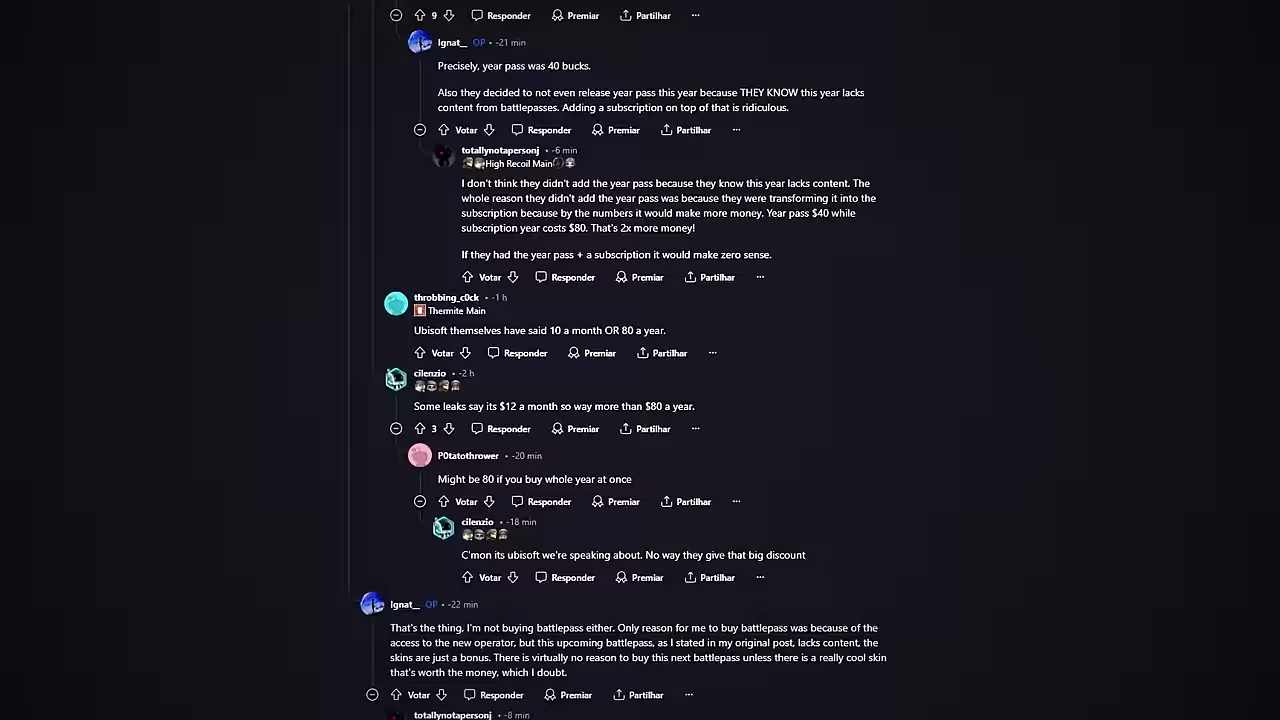 9 Responder Premiar Partilhar ...
Ignat__ OP • -21 min
Precisely, year pass was 40 bucks.
Also they decided to not even release year pass this year because THEY KNOW this year lacks
content from battlepasses. Adding a subscription on top of that is ridiculous.
Votar Responder Premiar Partilhar ...
totallynotapersonj • -6 min
High Recoil Main
I don't think they didn't add the year pass because they know this year lacks content. The
whole reason they didn't add the year pass was because they were transforming it into the
subscription because by the numbers it would make more money. Year pass $40 while
subscription year costs $80. That's 2x more money!
If they had the year pass + a subscription it would make zero sense.
Votar Responder Premiar Partilhar ...
throbbing_c0ck • -1 h
Thermite Main
Ubisoft themselves have said 10 a month OR 80 a year.
Votar Responder Premiar Partilhar ...
cilenzio • -2 h
Some leaks say its $12 a month so way more than $80 a year.
3 Responder Premiar Partilhar ...
P0tatothrower • -20 min
Might be 80 if you buy whole year at once
Votar Responder Premiar Partilhar ...
cilenzio • -18 min
C'mon its ubisoft we're speaking about. No way they give that big discount
Votar Responder Premiar Partilhar ...
Ignat__ OP • -22 min
That's the thing, I'm not buying battlepass either. Only reason for me to buy battlepass was because of the
access to the new operator, but this upcoming battlepass, as I stated in my original post, lacks content, the
skins are just a bonus. There is virtually no reason to buy this next battlepass unless there is a really cool skin
that's worth the money, which I doubt.
Votar Responder Premiar Partilhar ...
totallynotapersonj • -8 min